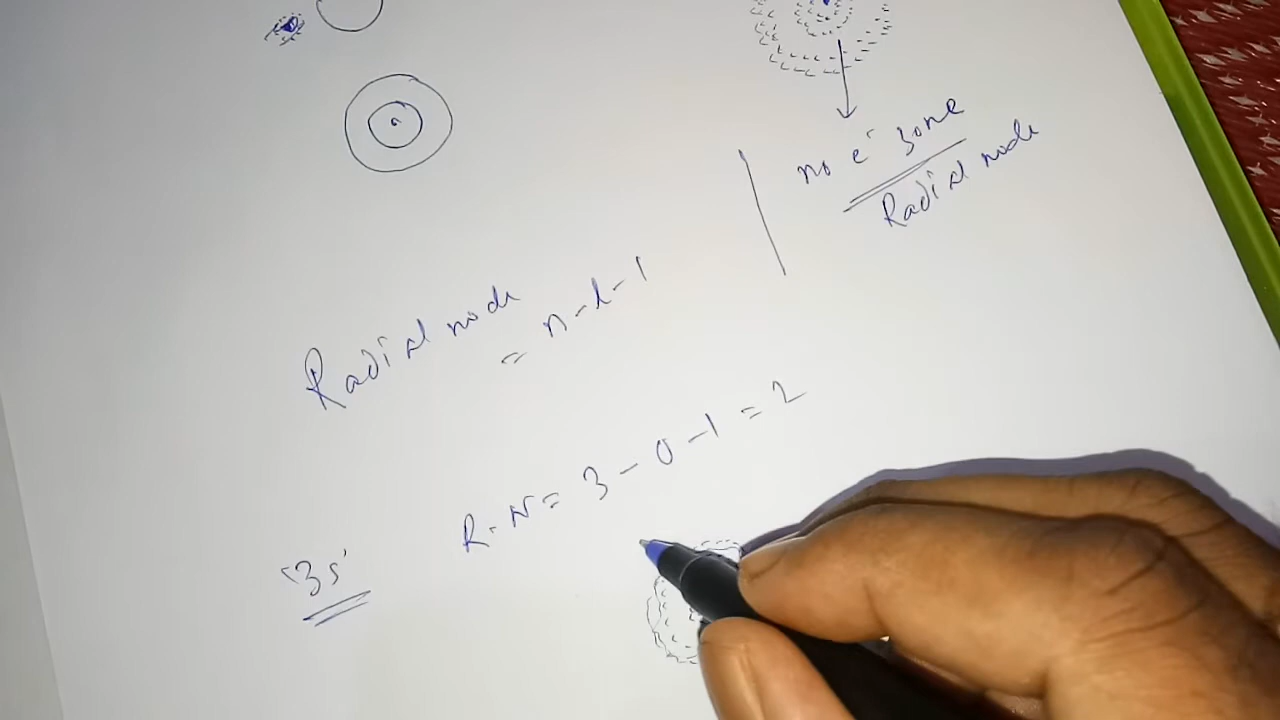 no e⁻ zone
Radial node
Radial node
= n-l-1
R.N = 3-0-1=2
'3s'